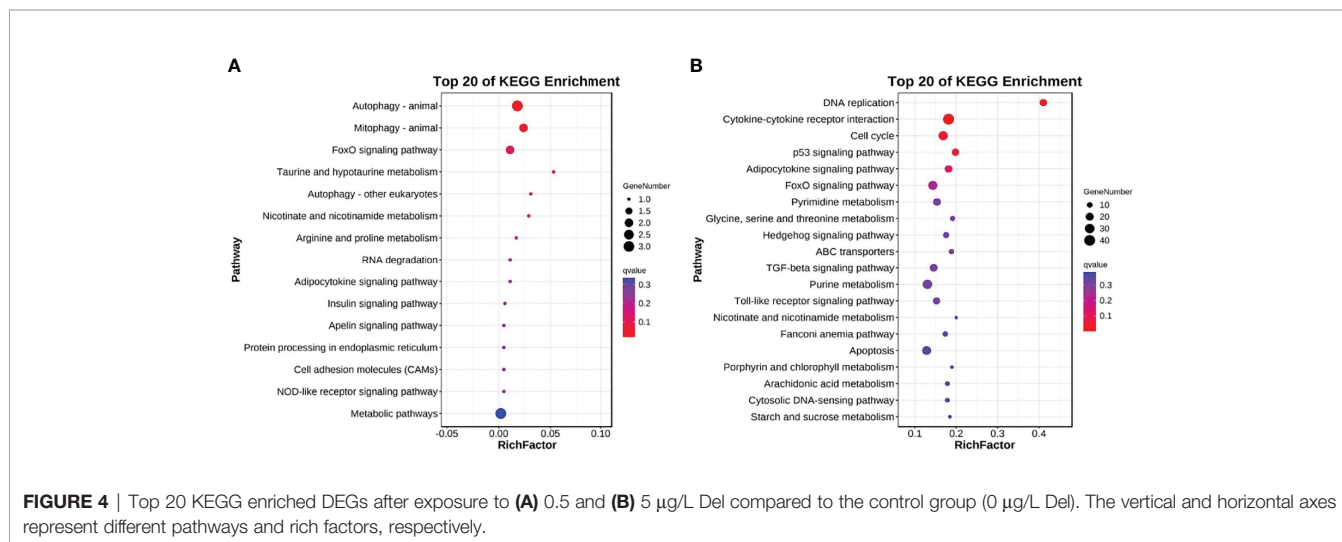 A
Top 20 of KEGG Enrichment
Pathway
Autophagy - animal
Mitophagy - animal
FoxO signaling pathway
Taurine and hypotaurine metabolism
Autophagy - other eukaryotes
Nicotinate and nicotinamide metabolism
Arginine and proline metabolism
RNA degradation
Adipocytokine signaling pathway
Insulin signaling pathway
Apelin signaling pathway
Protein processing in endoplasmic reticulum
Cell adhesion molecules (CAMs)
NOD-like receptor signaling pathway
Metabolic pathways
-0.05 0.00 0.05 0.10
RichFactor
GeneNumber
1.0
1.5
2.0
2.5
3.0
qvalue
0.3
0.2
0.1
B
Top 20 of KEGG Enrichment
Pathway
DNA replication
Cytokine-cytokine receptor interaction
Cell cycle
p53 signaling pathway
Adipocytokine signaling pathway
FoxO signaling pathway
Pyrimidine metabolism
Glycine, serine and threonine metabolism
Hedgehog signaling pathway
ABC transporters
TGF-beta signaling pathway
Purine metabolism
Toll-like receptor signaling pathway
Nicotinate and nicotinamide metabolism
Fanconi anemia pathway
Apoptosis
Porphyrin and chlorophyll metabolism
Arachidonic acid metabolism
Cytosolic DNA-sensing pathway
Starch and sucrose metabolism
0.1 0.2 0.3 0.4
RichFactor
GeneNumber
10
20
30
40
qvalue
0.3
0.2
0.1
FIGURE 4 | Top 20 KEGG enriched DEGs after exposure to (A) 0.5 and (B) 5 μg/L Del compared to the control group (0 μg/L Del). The vertical and horizontal axes
represent different pathways and rich factors, respectively.